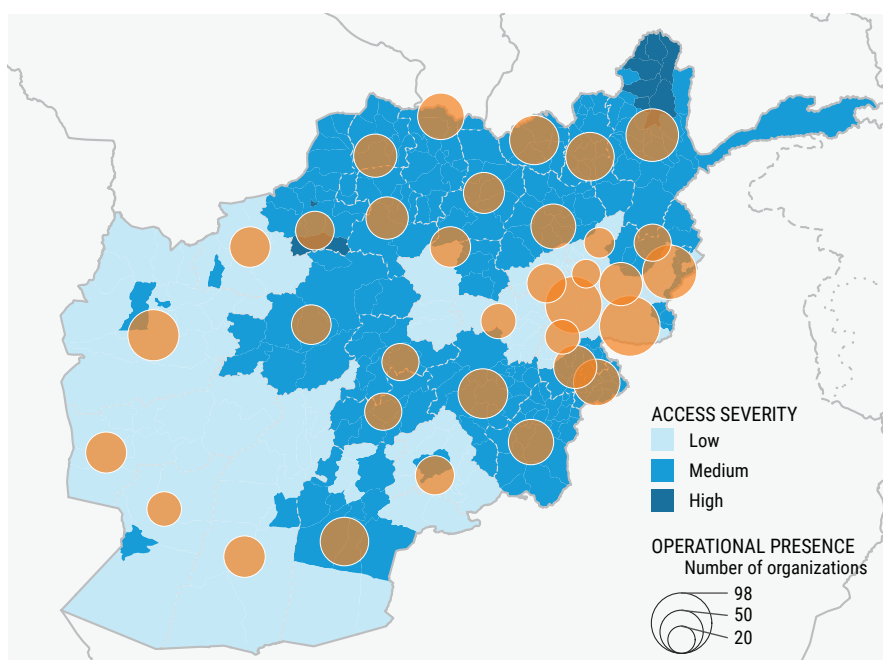 ACCESS SEVERITY
Low
Medium
High
OPERATIONAL PRESENCE
Number of organizations
98
50
20